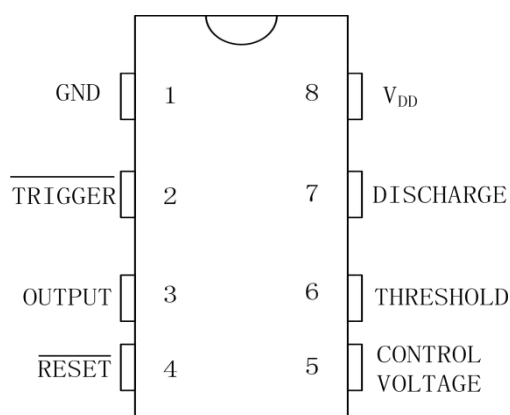 GND 1 8 VDD
TRIGGER 2 7 DISCHARGE
OUTPUT 3 6 THRESHOLD
RESET 4 5 CONTROL
VOLTAGE